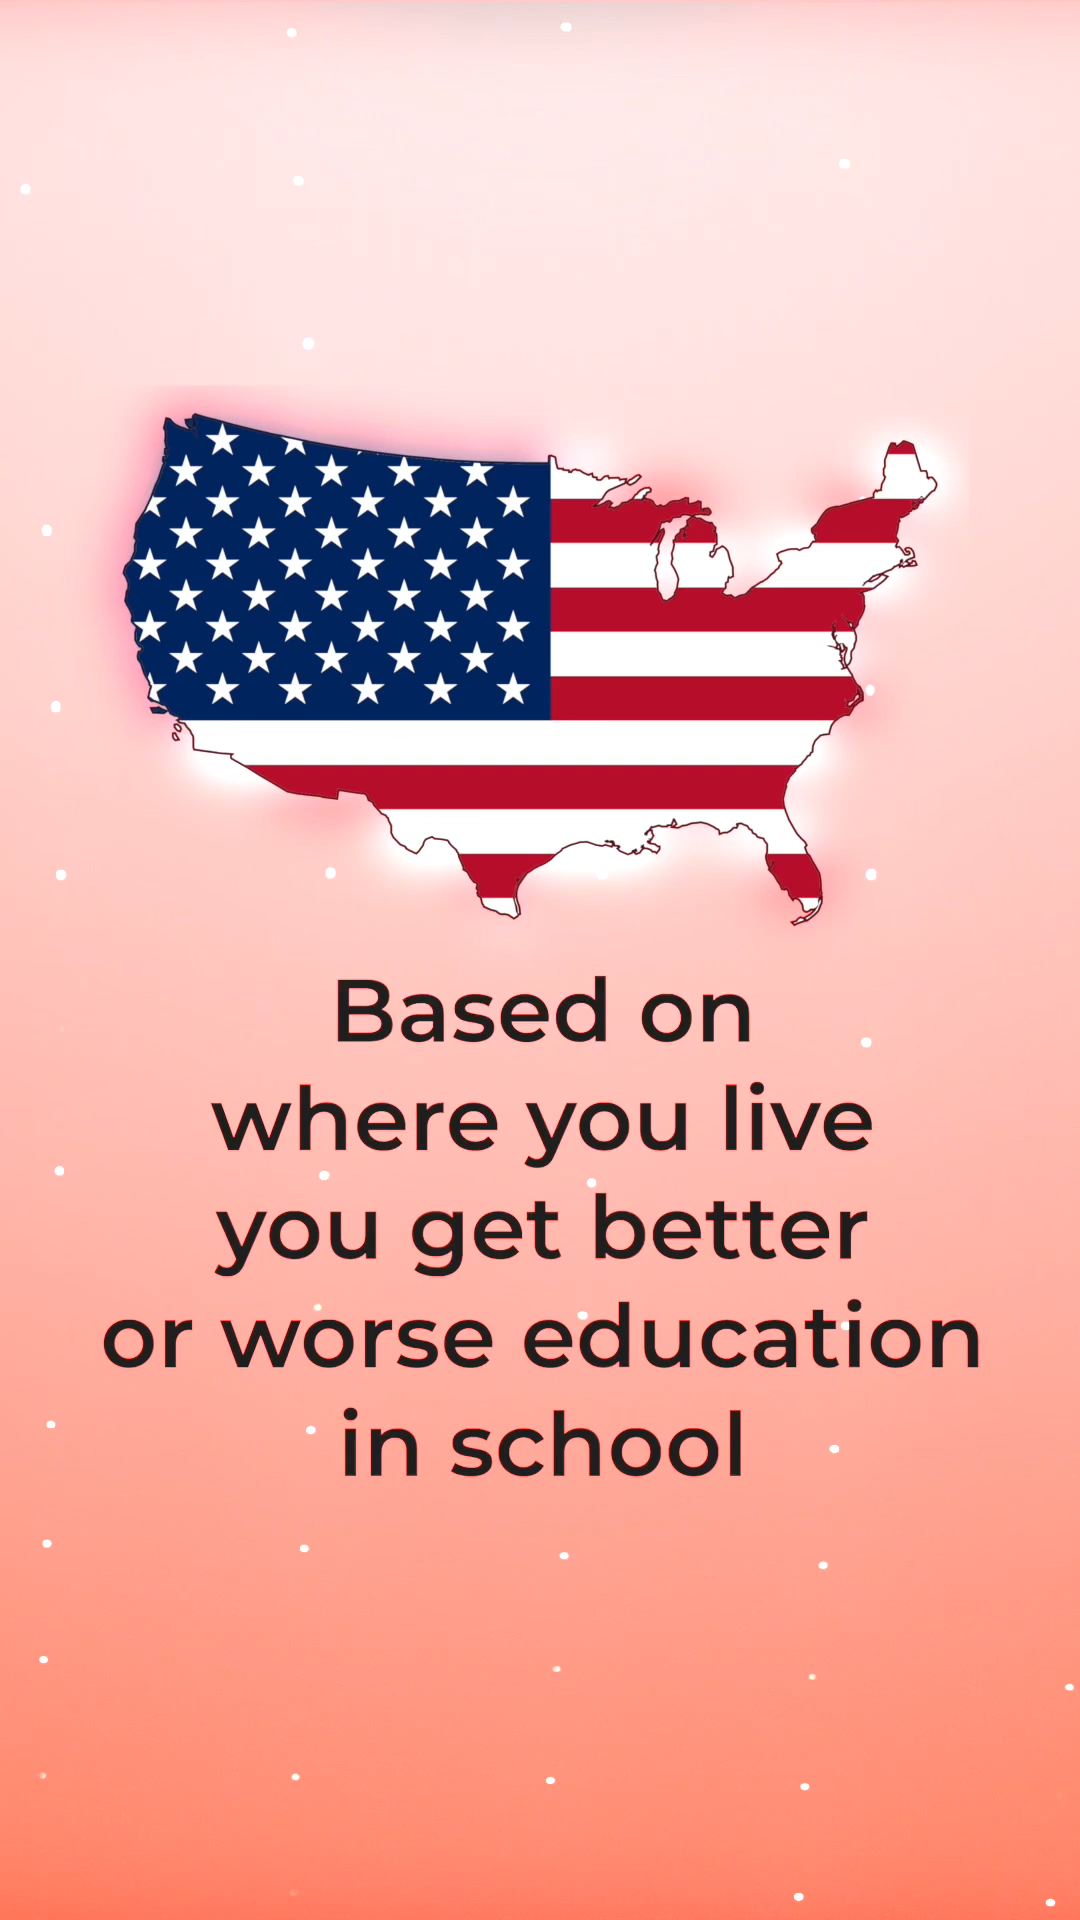 Based on
where you live
you get better
or worse education
in school